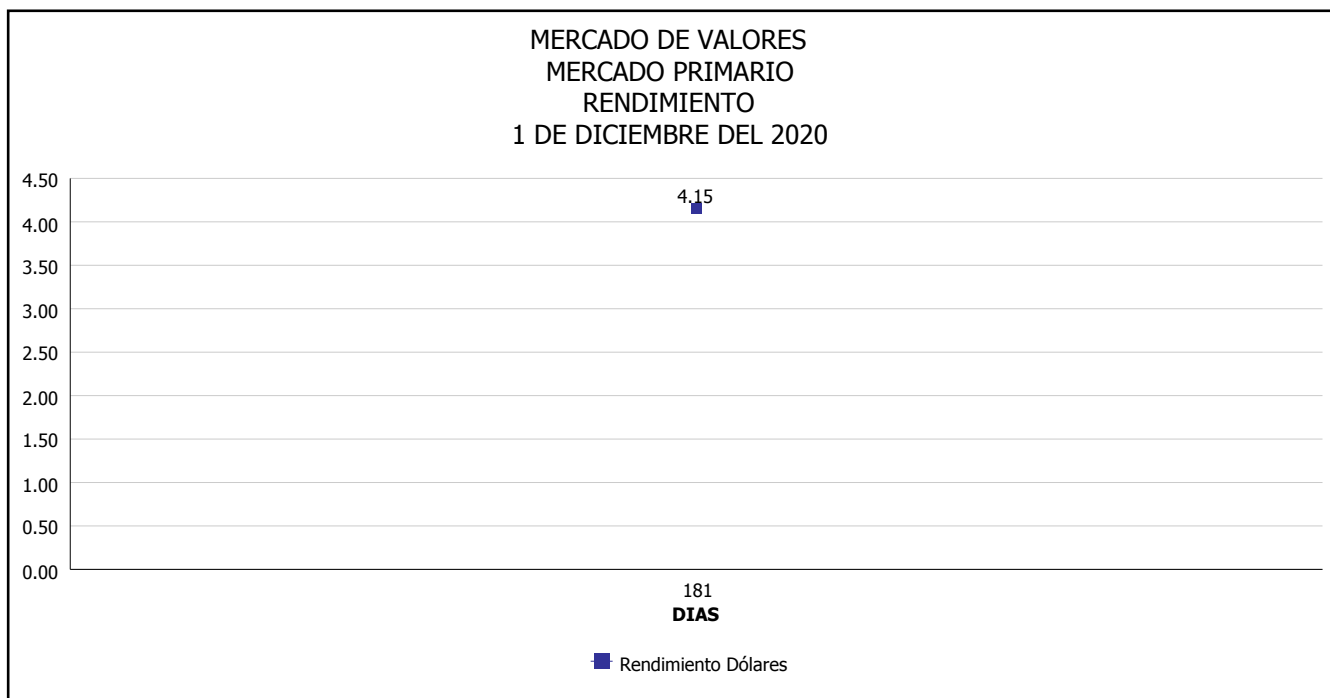 MERCADO DE VALORES
MERCADO PRIMARIO
RENDIMIENTO
1 DE DICIEMBRE DEL 2020
4.50
4.15
4.00
3.50
3.00
2.50
2.00
1.50
1.00
0.50
0.00
181
DIAS
Rendimiento Dólares